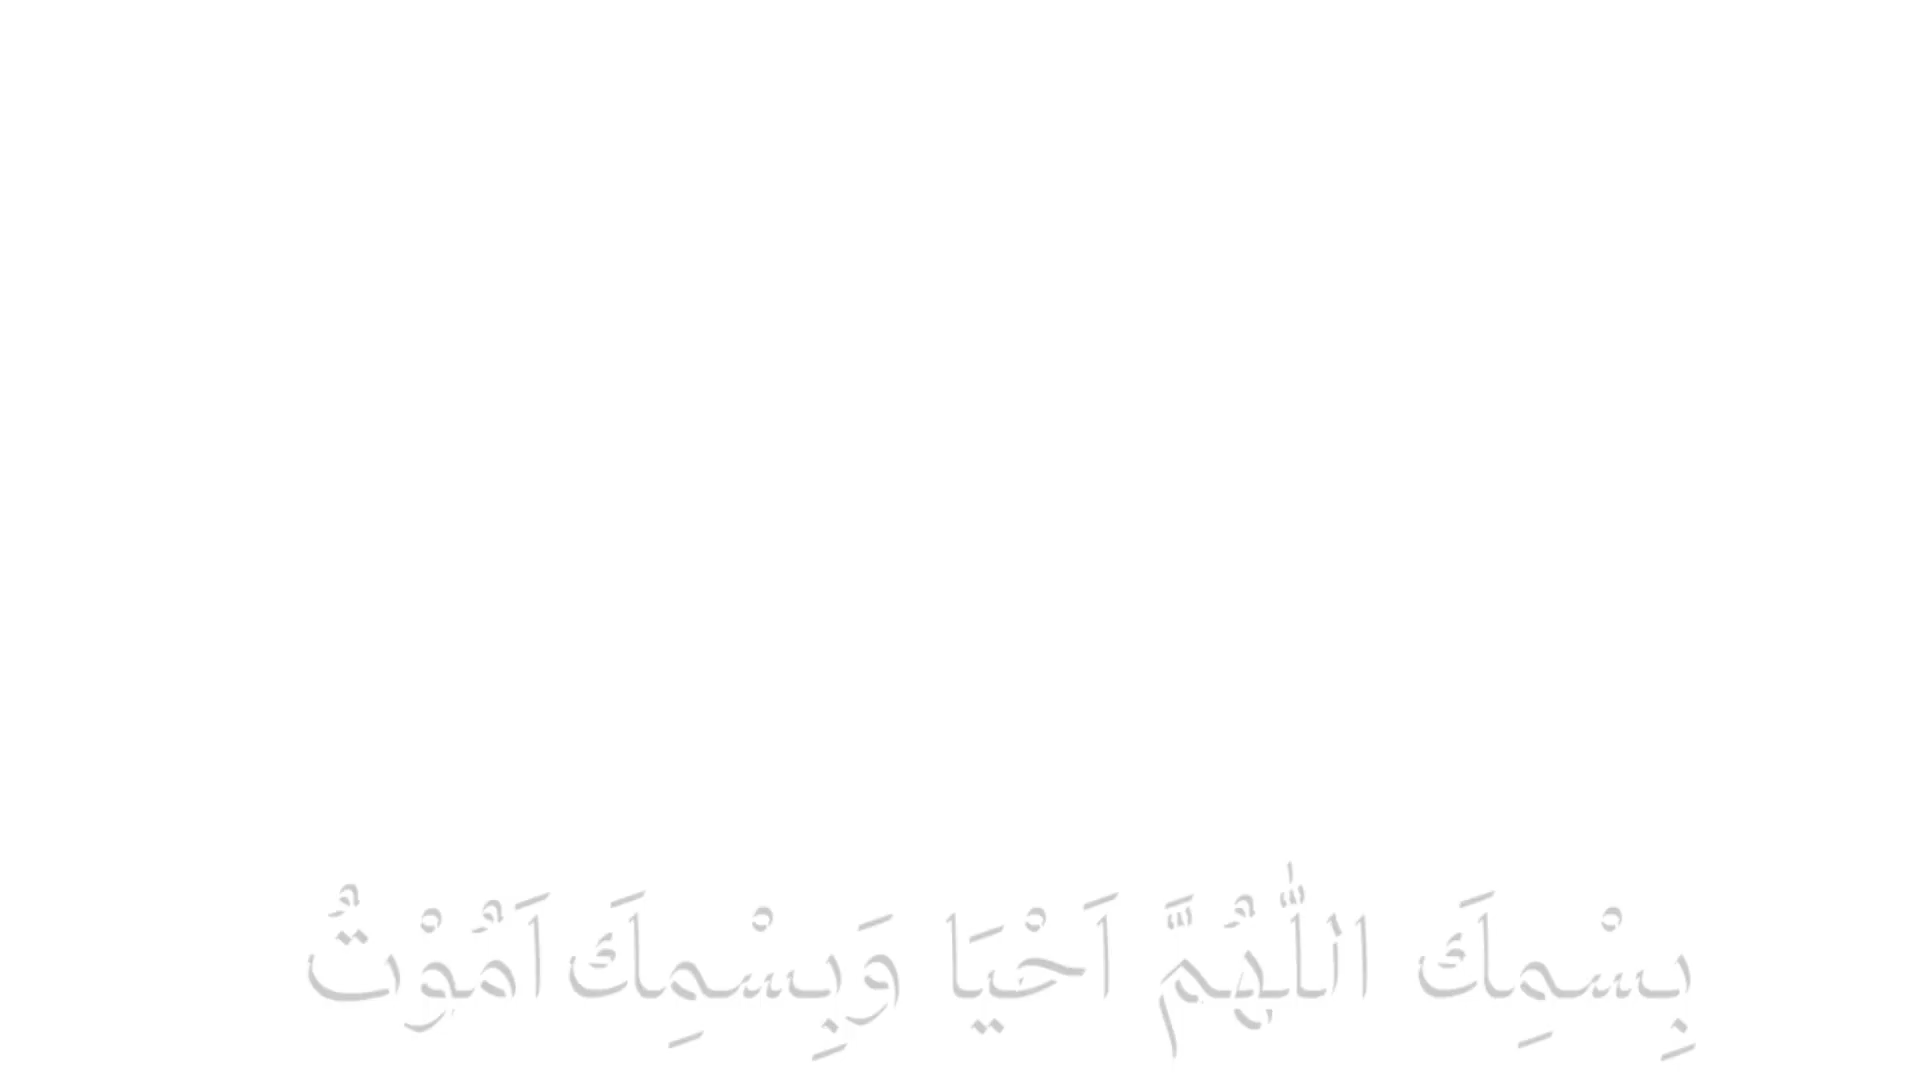 بِسْمِكَ اللّٰهُمَّ اَحْيَا وَبِسْمِكَ اَمُوْتُ